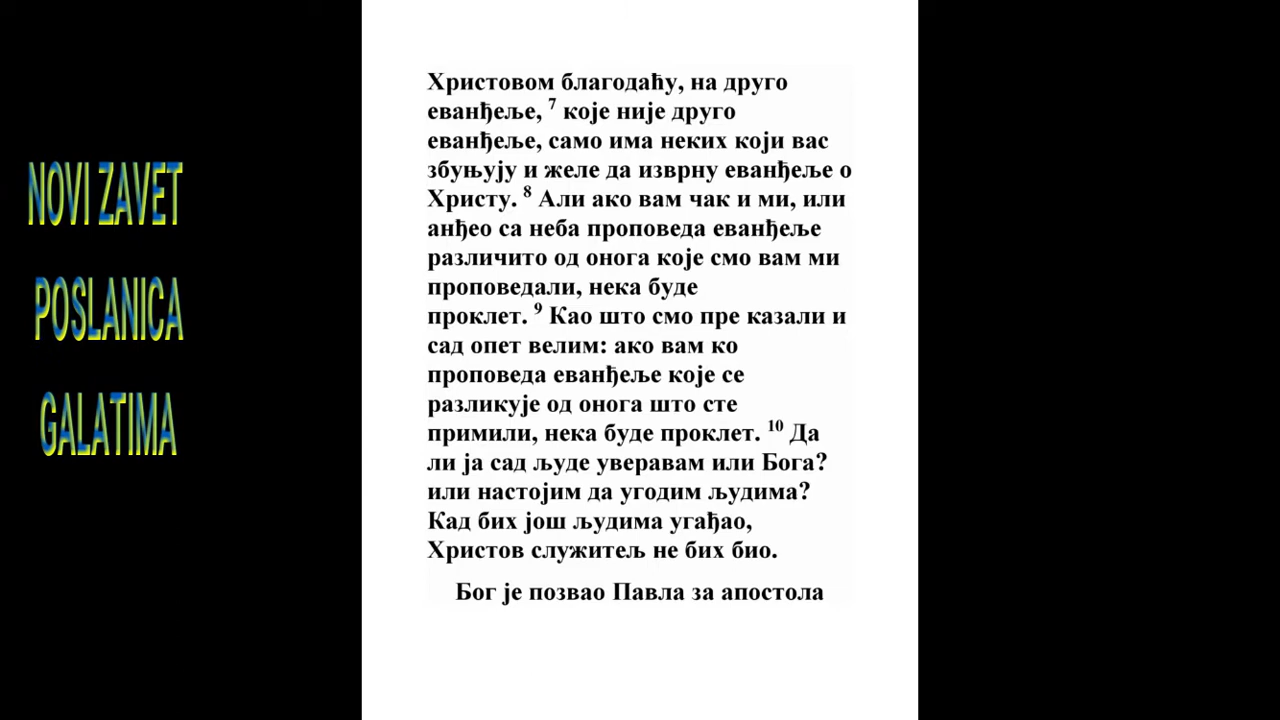 NOVI ZAVET
POSLANICA
GALATIMA
Христовом благодаћу, на друго
еванђеље, 7 које није друго
еванђеље, само има неких који вас
збуњују и желе да изврну еванђеље о
Христу. 8 Али ако вам чак и ми, или
анђео са неба проповеда еванђеље
различито од онога које смо вам ми
проповедали, нека буде
проклет. 9 Као што смо пре казали и
сад опет велим: ако вам ко
проповеда еванђеље које се
разликује од онога што сте
примили, нека буде проклет. 10 Да
ли ја сад људе уверавам или Бога?
или настојим да угодим људима?
Кад бих још људима угађао,
Христов служитељ не бих био.
Бог је позвао Павла за апостола